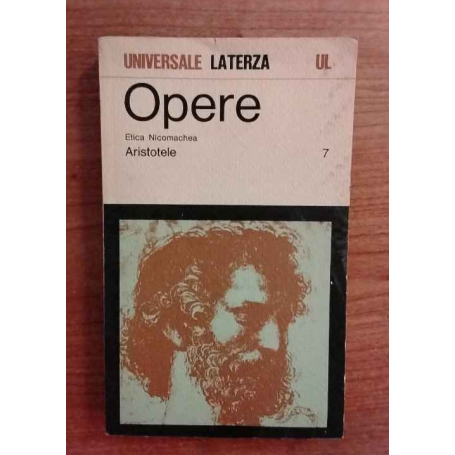 UNIVERSALE LATERZA UL
Opere
Etica Nicomachea
Aristotele 7